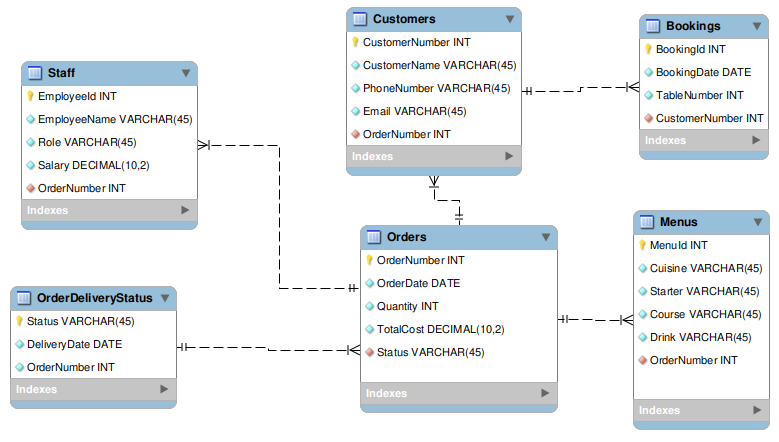 Customers
CustomerNumber INT
CustomerName VARCHAR(45)
PhoneNumber VARCHAR(45)
Email VARCHAR(45)
OrderNumber INT
Indexes
Bookings
BookingId INT
BookingDate DATE
TableNumber INT
CustomerNumber INT
Indexes
Staff
EmployeeId INT
EmployeeName VARCHAR(45)
Role VARCHAR(45)
Salary DECIMAL(10,2)
OrderNumber INT
Indexes
Orders
OrderNumber INT
OrderDate DATE
Quantity INT
TotalCost DECIMAL(10,2)
Status VARCHAR(45)
Indexes
Menus
MenuId INT
Cuisine VARCHAR(45)
Starter VARCHAR(45)
Course VARCHAR(45)
Drink VARCHAR(45)
OrderNumber INT
Indexes
OrderDeliveryStatus
Status VARCHAR(45)
DeliveryDate DATE
OrderNumber INT
Indexes